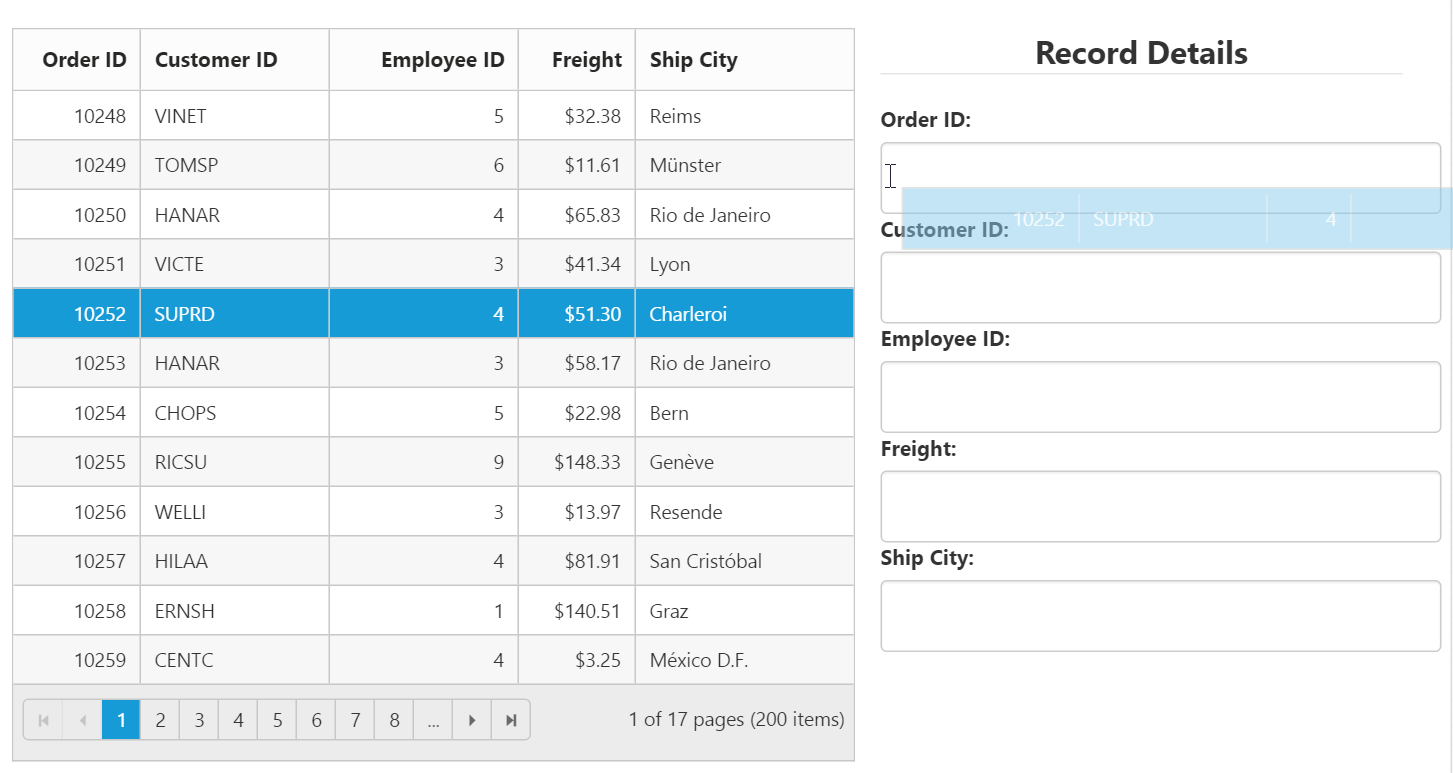 Order ID Customer ID Employee ID Freight Ship City
10248 VINET 5 $32.38 Reims
10249 TOMSP 6 $11.61 Münster
10250 HANAR 4 $65.83 Rio de Janeiro
10251 VICTE 3 $41.34 Lyon
10252 SUPRD 4 $51.30 Charleroi
10253 HANAR 3 $58.17 Rio de Janeiro
10254 CHOPS 5 $22.98 Bern
10255 RICSU 9 $148.33 Genève
10256 WELLI 3 $13.97 Resende
10257 HILAA 4 $81.91 San Cristóbal
10258 ERNSH 1 $140.51 Graz
10259 CENTC 4 $3.25 México D.F.
1 2 3 4 5 6 7 8 ... 1 of 17 pages (200 items)
Record Details
Order ID:
10252 SUPRD 4
Customer ID:
Employee ID:
Freight:
Ship City: